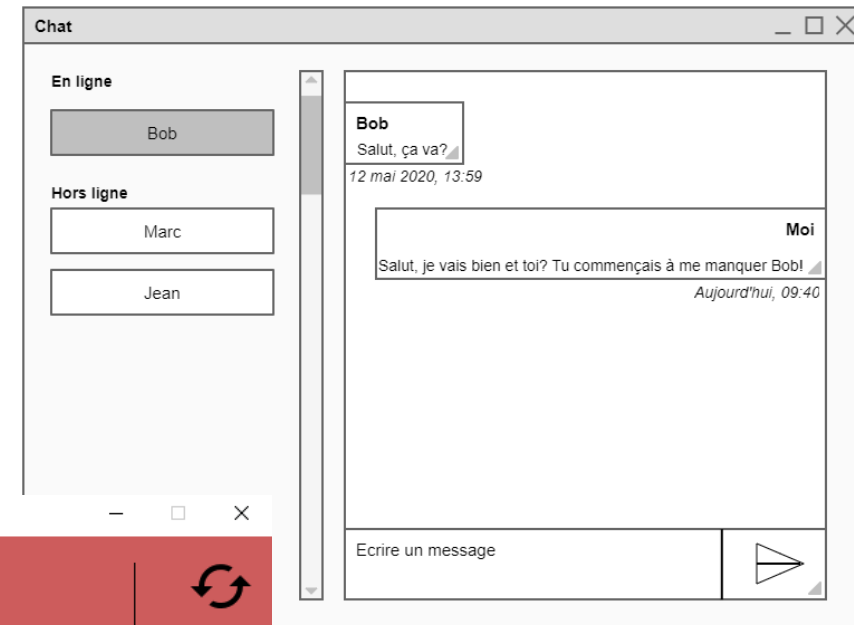 Chat
En ligne
Bob
Hors ligne
Marc
Jean
Bob
Salut, ça va?
12 mai 2020, 13:59
Moi
Salut, je vais bien et toi? Tu commençais à me manquer Bob!
Aujourd'hui, 09:40
Ecrire un message